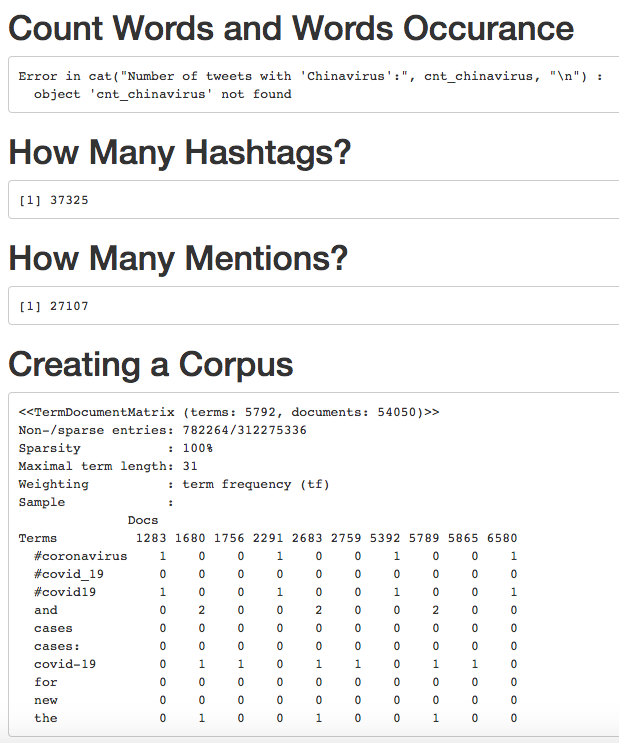 Count Words and Words Occurance
Error in cat("Number of tweets with 'Chinavirus':", cnt_chinavirus, "\n") :
  object 'cnt_chinavirus' not found
How Many Hashtags?
[1] 37325
How Many Mentions?
[1] 27107
Creating a Corpus
<<TermDocumentMatrix (terms: 5792, documents: 54050)>>
Non-/sparse entries: 782264/312275336
Sparsity           : 100%
Maximal term length: 31
Weighting          : term frequency (tf)
Sample             :
              Docs
Terms          1283 1680 1756 2291 2683 2759 5392 5789 5865 6580
  #coronavirus    1    0    0    1    0    0    1    0    0    1
  #covid_19       0    0    0    0    0    0    0    0    0    0
  #covid19        1    0    0    1    0    0    1    0    0    1
  and             0    2    0    0    2    0    0    2    0    0
  cases           0    0    0    0    0    0    0    0    0    0
  cases:          0    0    0    0    0    0    0    0    0    0
  covid-19        0    1    1    0    1    1    0    1    1    0
  for             0    0    0    0    0    0    0    0    0    0
  new             0    0    0    0    0    0    0    0    0    0
  the             0    1    0    0    1    0    0    1    0    0